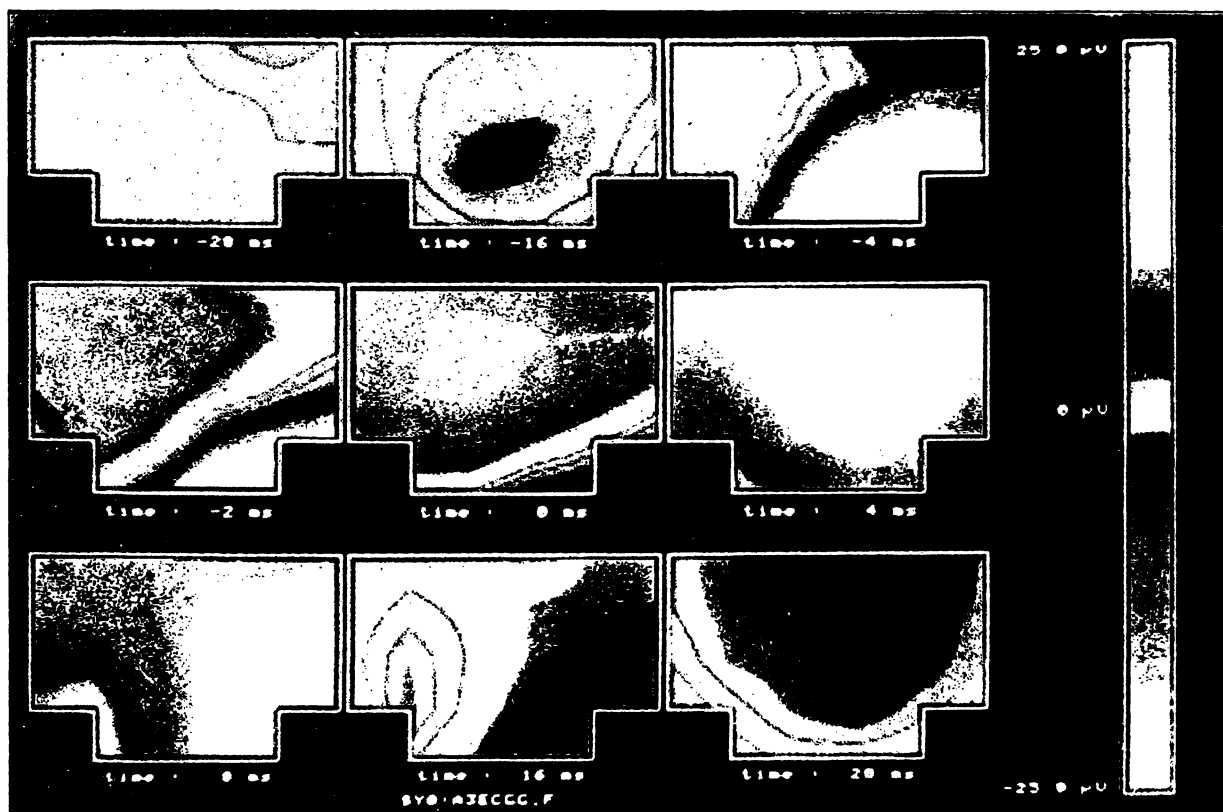 25 0 µV
time : -20 ms
time : -16 ms
time : -4 ms
0 µV
time : -2 ms
time : 0 ms
time : 4 ms
time : 8 ms
time : 16 ms
time : 20 ms
-25 0 µV